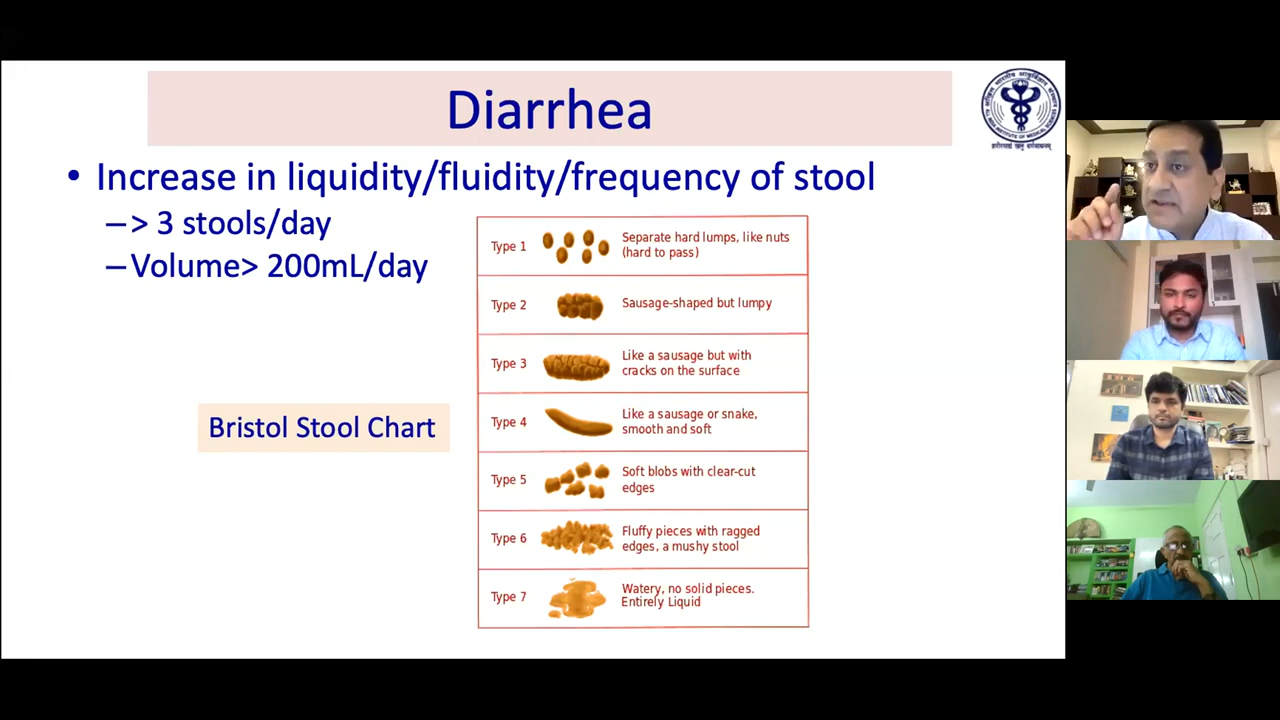 Diarrhea
• Increase in liquidity/fluidity/frequency of stool
–> 3 stools/day
–Volume> 200mL/day
Bristol Stool Chart
Type 1
Separate hard lumps, like nuts
(hard to pass)
Type 2
Sausage-shaped but lumpy
Type 3
Like a sausage but with
cracks on the surface
Type 4
Like a sausage or snake,
smooth and soft
Type 5
Soft blobs with clear-cut
edges
Type 6
Fluffy pieces with ragged
edges, a mushy stool
Type 7
Watery, no solid pieces.
Entirely Liquid